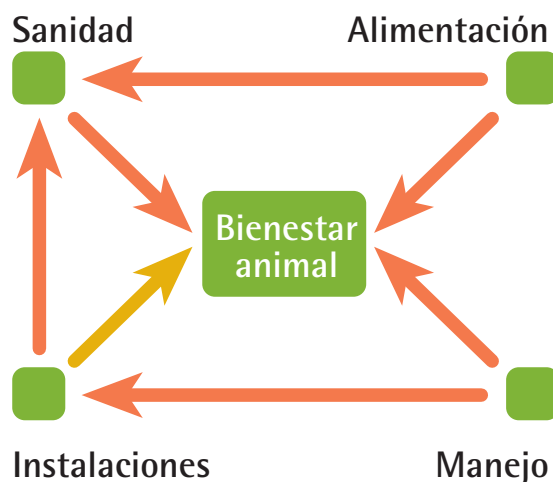 Sanidad
Alimentación
Bienestar
animal
Instalaciones
Manejo